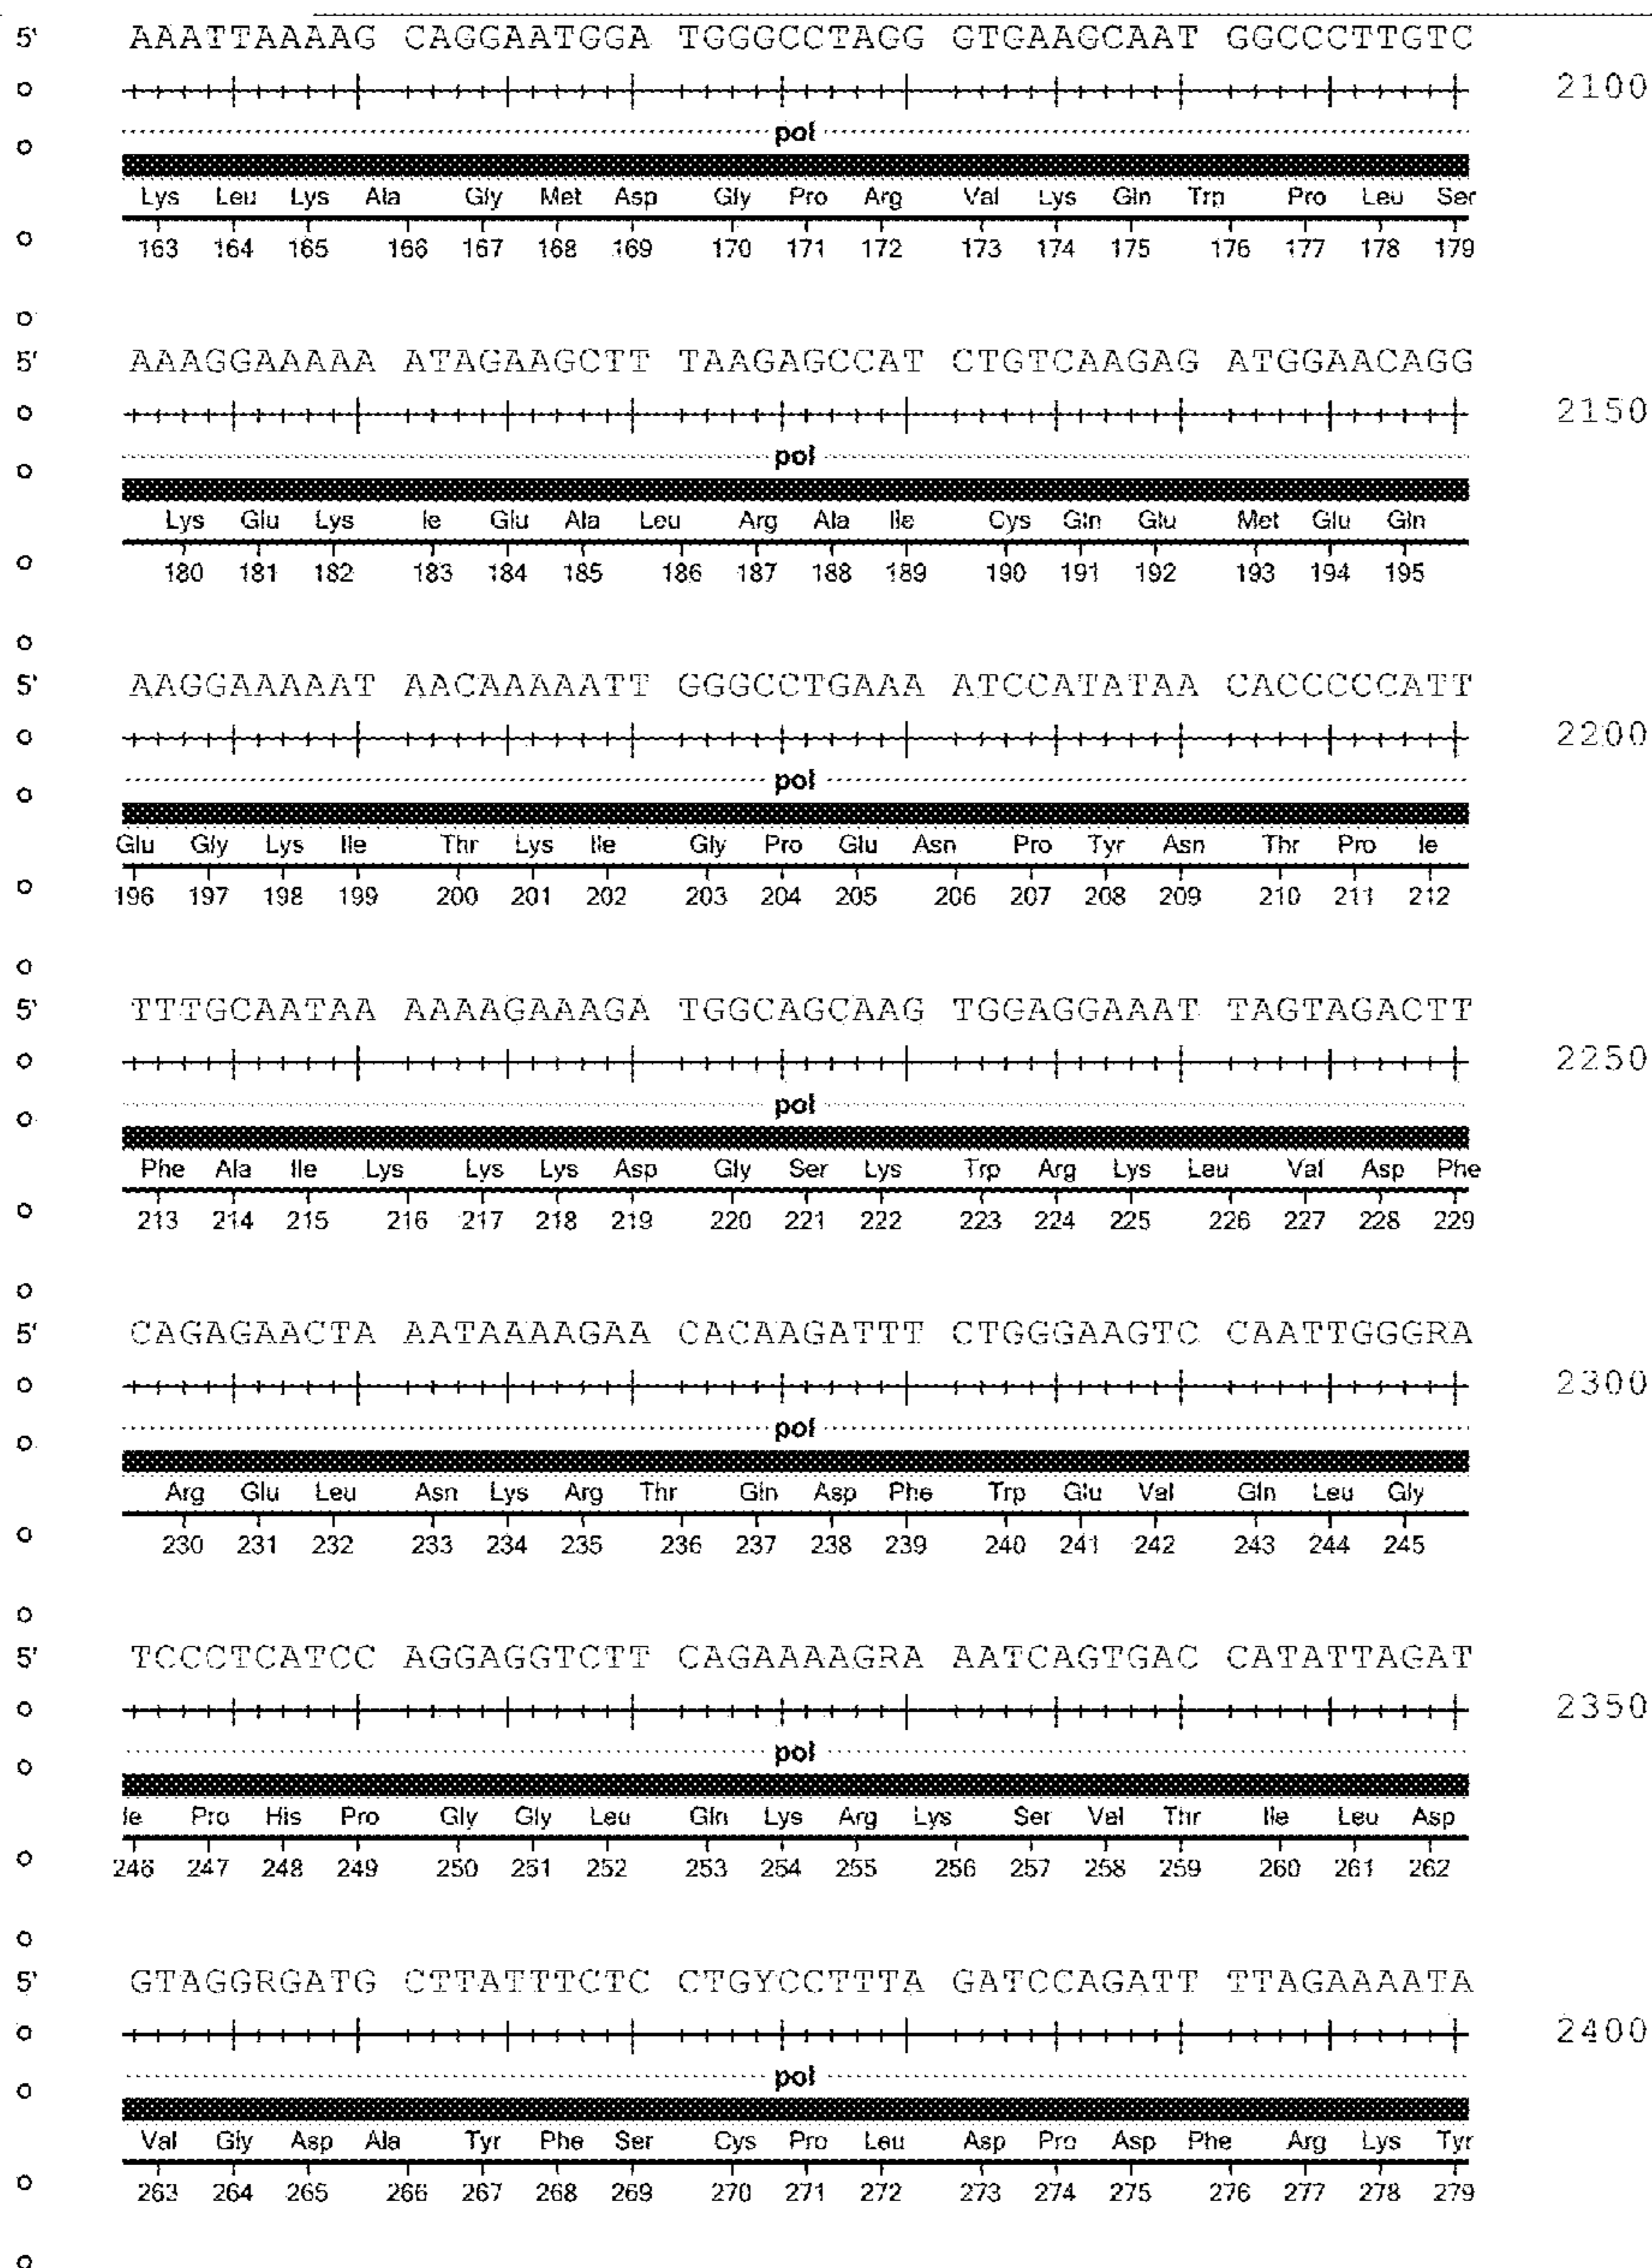 5' AAATTAAAAG CAGGAATGGA TGGGCCTAGG GTGAAGCAAT GGCCCTTGTC
2100
pol
Lys Leu Lys Ala Gly Met Asp Gly Pro Arg Val Lys Gln Trp Pro Leu Ser
163 164 165 166 167 168 169 170 171 172 173 174 175 176 177 178 179
5' AAAGGAAAAA ATAGAAGCTT TAAGAGCCAT CTGTCAAGAG ATGGAACAGG
2150
pol
Lys Glu Lys Ile Glu Ala Leu Arg Ala Ile Cys Gln Glu Met Glu Gln
180 181 182 183 184 185 186 187 188 189 190 191 192 193 194 195
5' AAGGAAAAAT AACAAAAATT GGGCCTGAAA ATCCATATAA CACCCCCATT
2200
pol
Glu Gly Lys Ile Thr Lys Ile Gly Pro Glu Asn Pro Tyr Asn Thr Pro Ile
196 197 198 199 200 201 202 203 204 205 206 207 208 209 210 211 212
5' TTTGCAATAA AAAAGAAAGA TGGCAGCAAG TGGAGGAAAT TAGTAGACTT
2250
pol
Phe Ala Ile Lys Lys Lys Asp Gly Ser Lys Trp Arg Lys Leu Val Asp Phe
213 214 215 216 217 218 219 220 221 222 223 224 225 226 227 228 229
5' CAGAGAACTA AATAAAAGAA CACAAGATTT CTGGGAAGTC CAATTGGGRA
2300
pol
Arg Glu Leu Asn Lys Arg Thr Gln Asp Phe Trp Glu Val Gln Leu Gly
230 231 232 233 234 235 236 237 238 239 240 241 242 243 244 245
5' TCCCTCATCC AGGAGGTCTT CAGAAAAGRA AATCAGTGAC CATATTAGAT
2350
pol
Ile Pro His Pro Gly Gly Leu Gln Lys Arg Lys Ser Val Thr Ile Leu Asp
246 247 248 249 250 251 252 253 254 255 256 257 258 259 260 261 262
5' GTAGGRGATG CTTATTTCTC CTGYCCTTTA GATCCAGATT TTAGAAAATA
2400
pol
Val Gly Asp Ala Tyr Phe Ser Cys Pro Leu Asp Pro Asp Phe Arg Lys Tyr
263 264 265 266 267 268 269 270 271 272 273 274 275 276 277 278 279